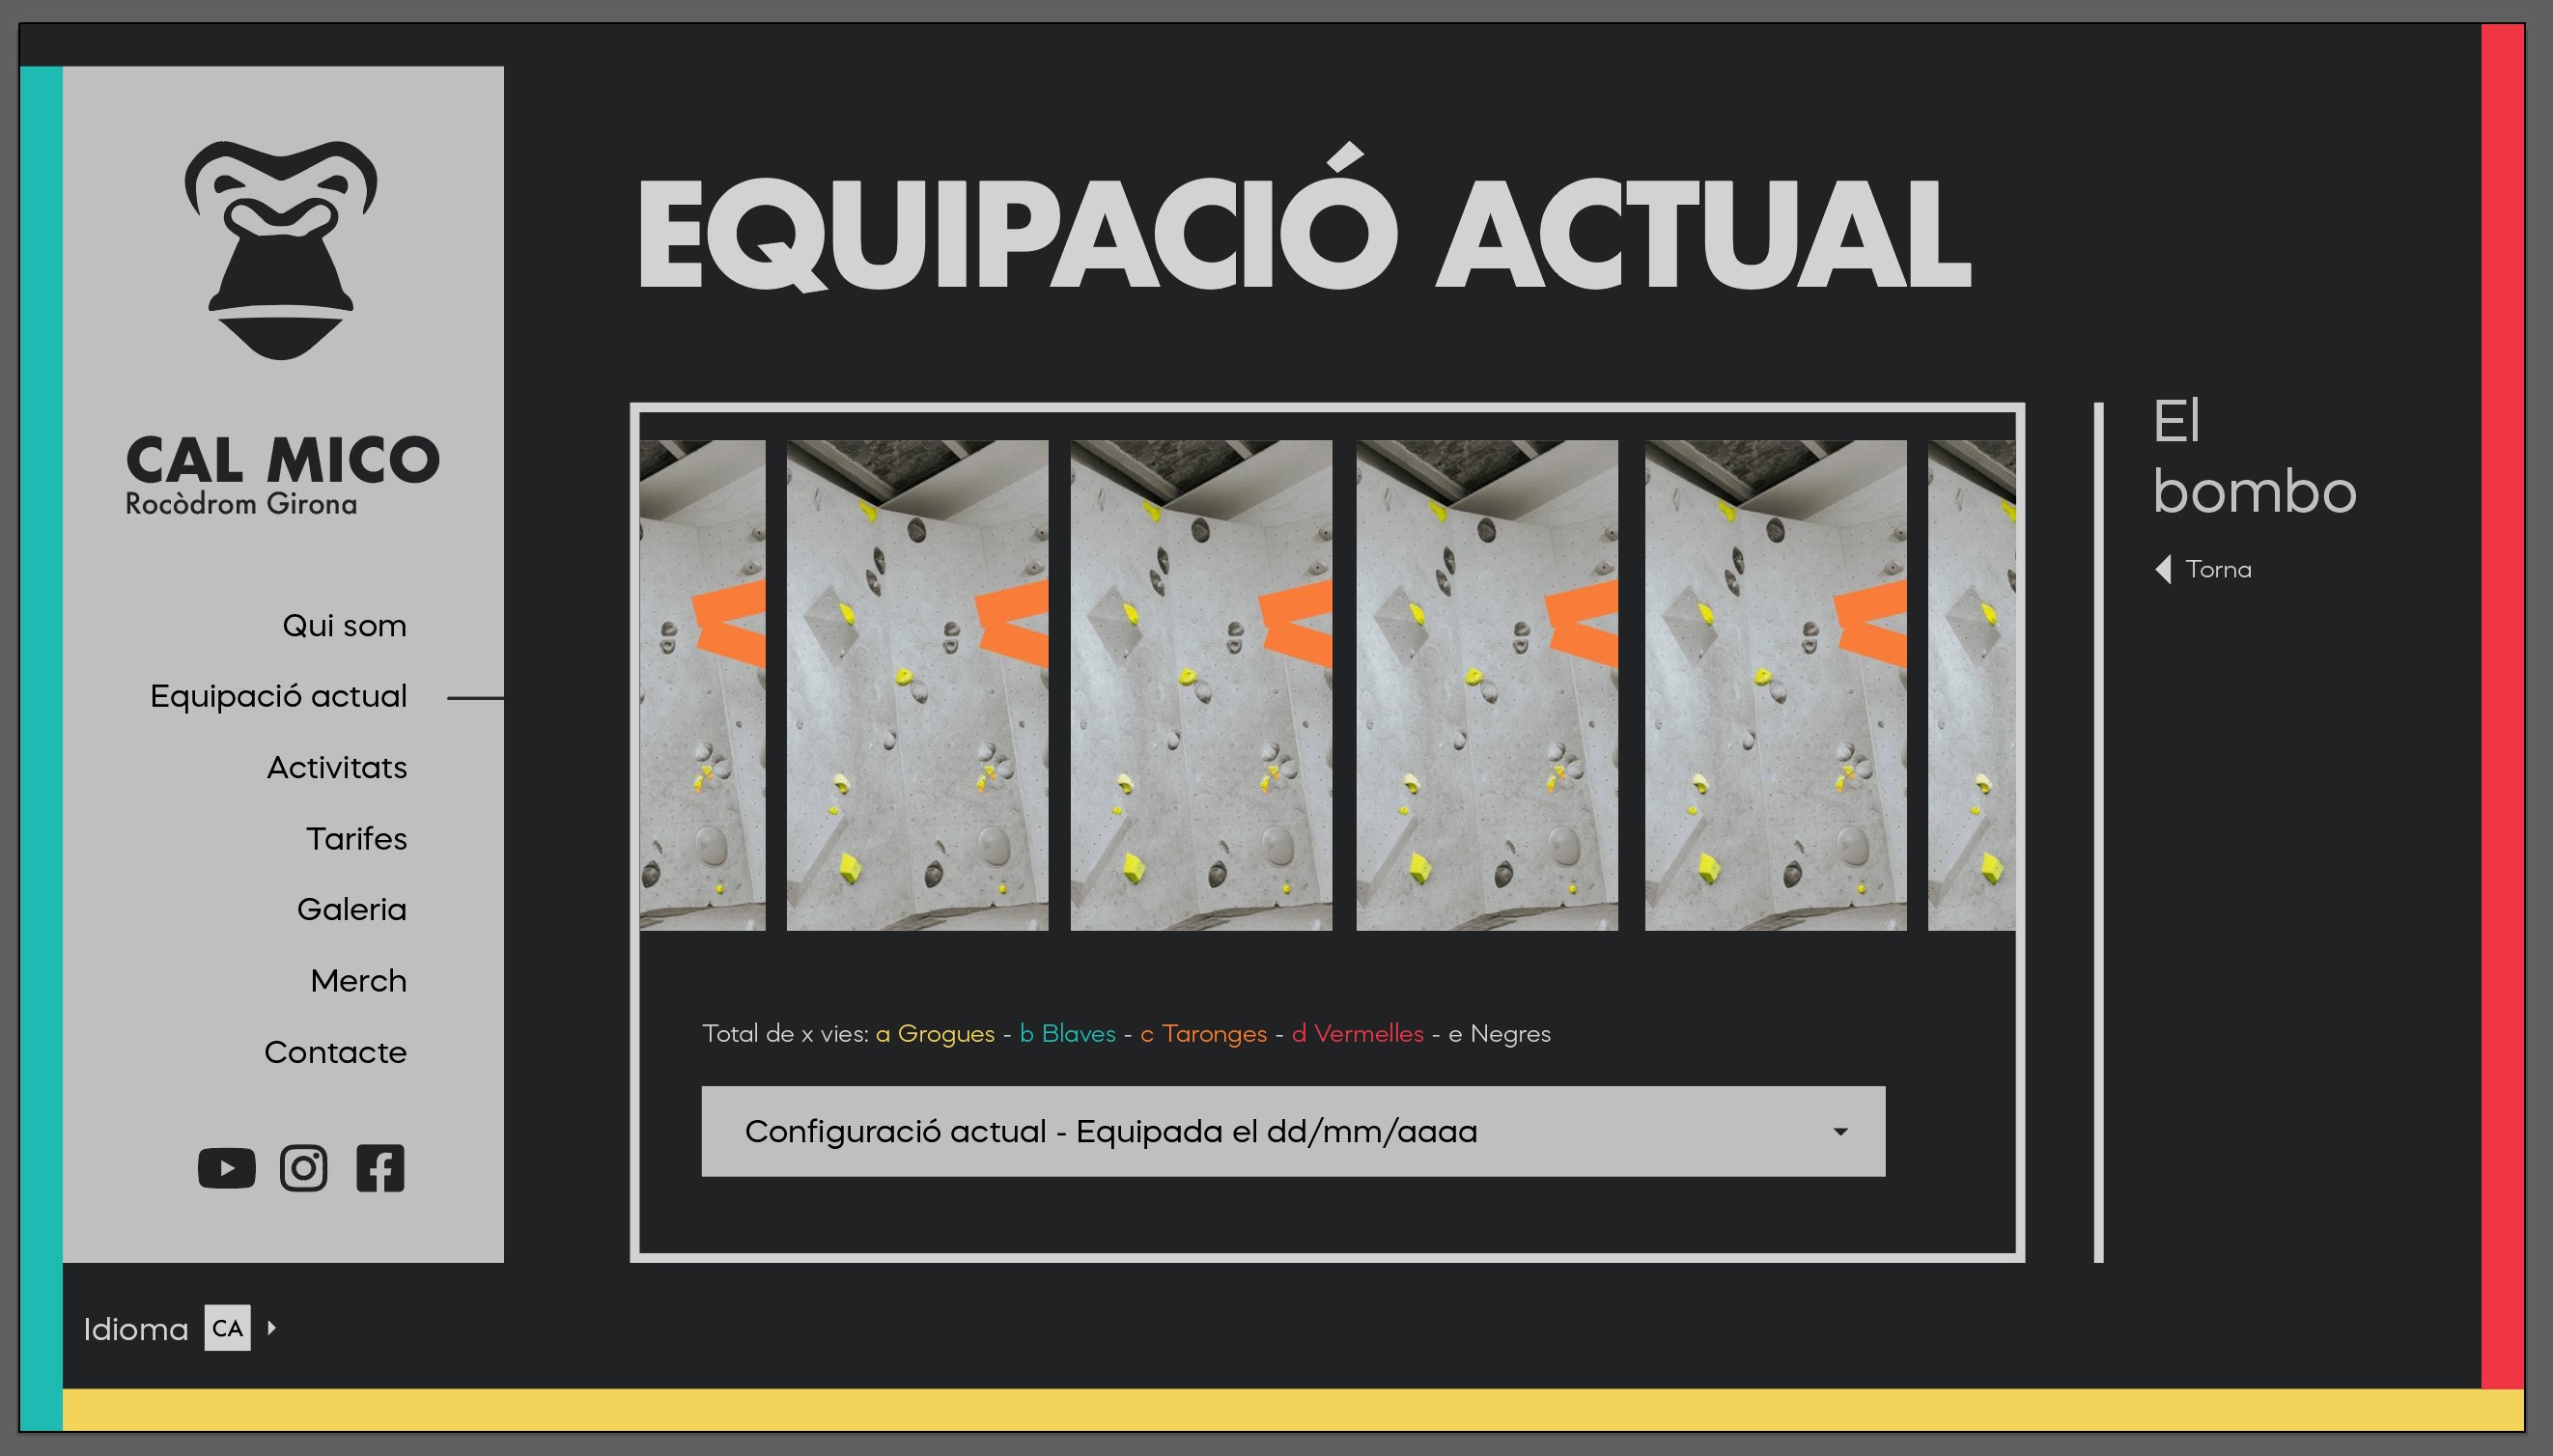 CAL MICO
Rocòdrom Girona
Qui som
Equipació actual
Activitats
Tarifes
Galeria
Merch
Contacte
Idioma CA
EQUIPACIÓ ACTUAL
Total de x vies: a Grogues - b Blaves - c Taronges - d Vermelles - e Negres
Configuració actual - Equipada el dd/mm/aaaa
El
bombo
Torna